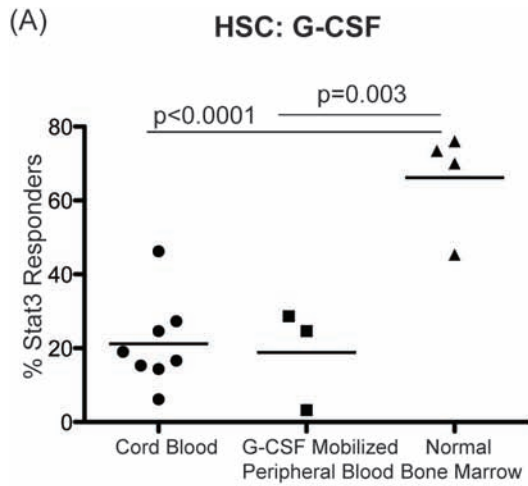 (A)
HSC: G-CSF
p=0.003
p<0.0001
% Stat3 Responders
80
60
40
20
0
Cord Blood
G-CSF Mobilized
Peripheral Blood
Normal
Bone Marrow